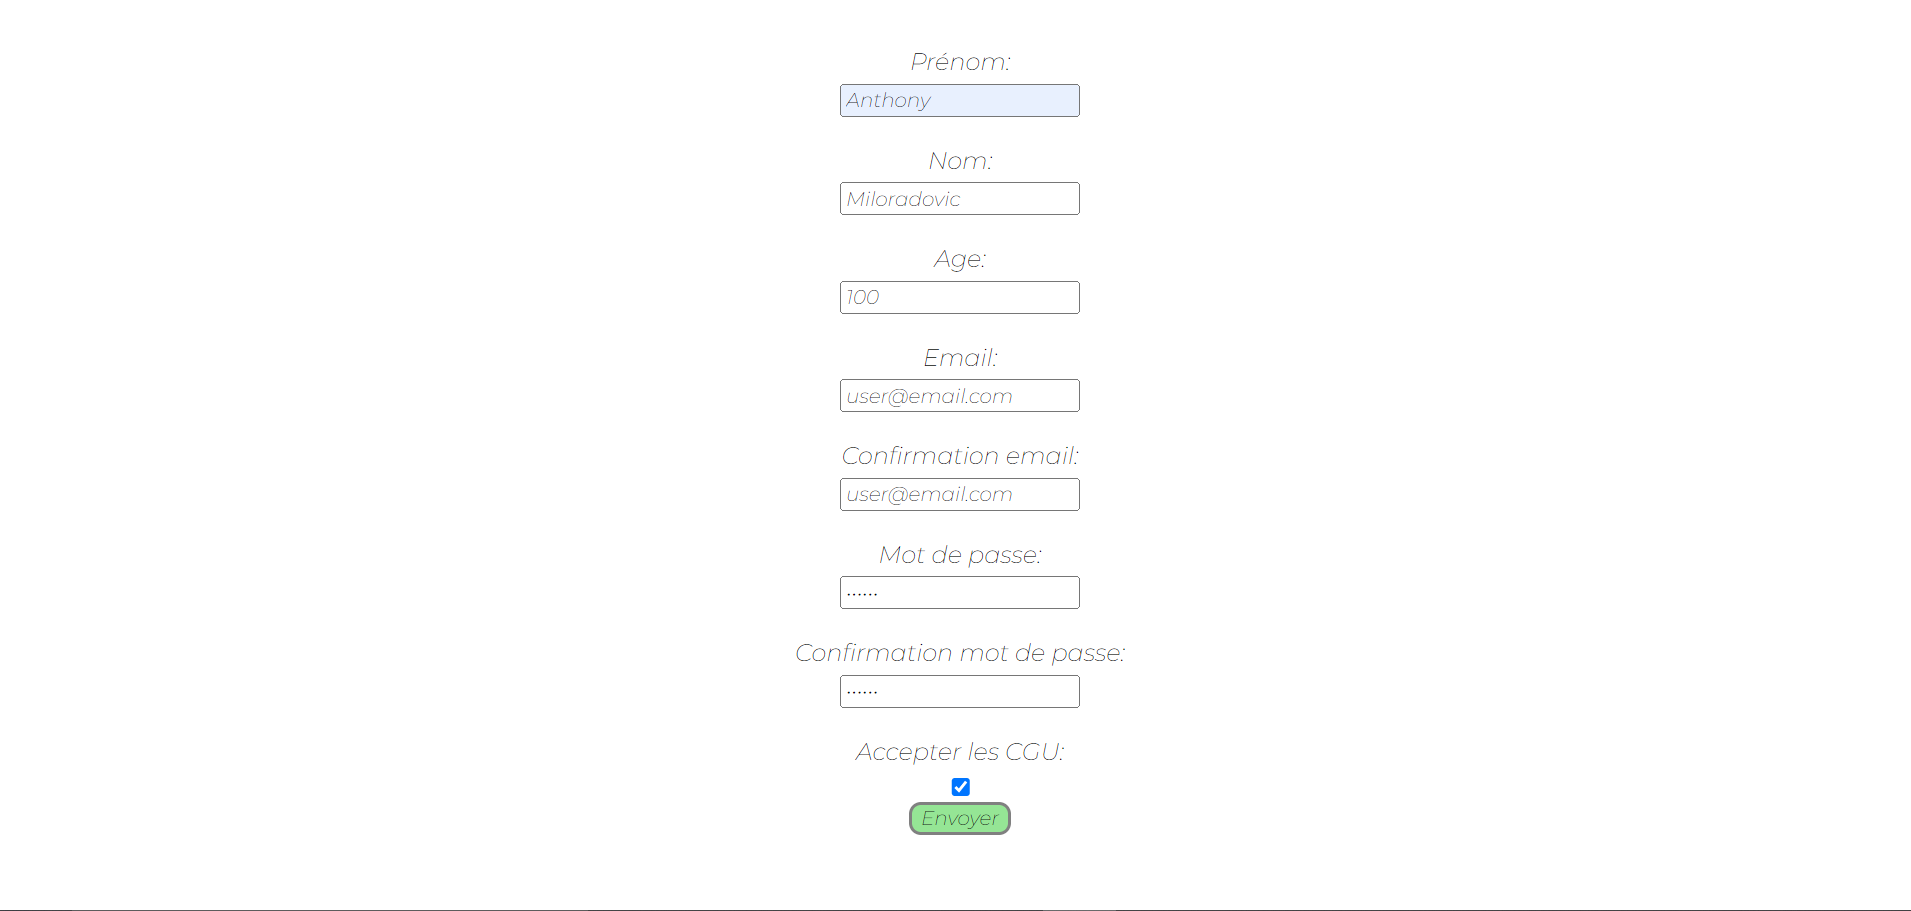 Prénom:
Anthony
Nom:
Miloradovic
Age:
100
Email:
user@email.com
Confirmation email:
user@email.com
Mot de passe:
······
Confirmation mot de passe:
······
Accepter les CGU:
Envoyer